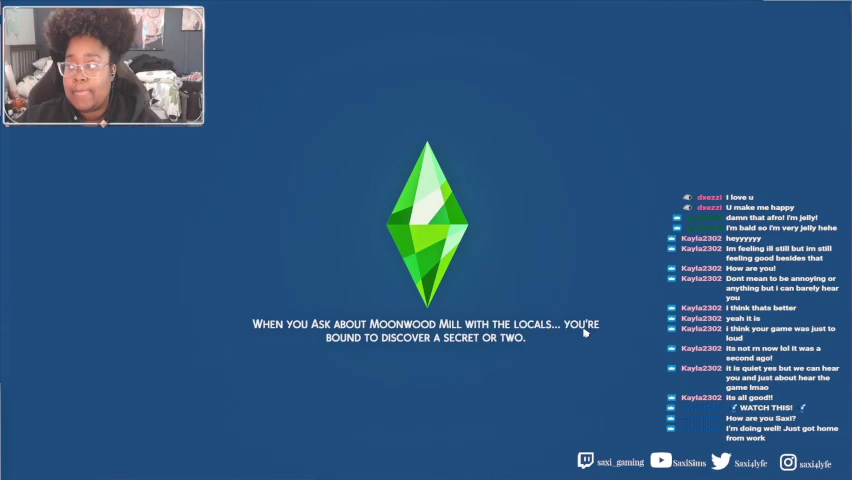 WHEN YOU ASK ABOUT MOONWOOD MILL WITH THE LOCALS... YOU'RE
BOUND TO DISCOVER A SECRET OR TWO.
dxezzi I love u
dxezzi U make me happy
damn that afro! I'm jelly!
I'm bald so I'm very jelly hehe
Kayla2302 heyyyyyy
Kayla2302 Im feeling ill still but im still
feeling good besides that
Kayla2302 How are you!
Kayla2302 Dont mean to be annoying or
anything but i can barely hear
you
Kayla2302 i think thats better
Kayla2302 yeah it is
Kayla2302 i think your game was just to
loud
Kayla2302 its not rn now lol it was a
second ago!
Kayla2302 it is quiet yes but we can hear
you and just about hear the
game lmao
Kayla2302 its all good!!
WATCH THIS!
How are you Saxi?
I'm doing well! Just got home
from work
saxi_gaming SaxiSims Saxi4lyfe saxi4lyfe